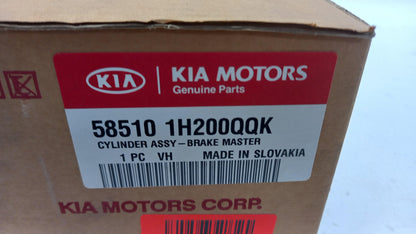 KIA
KIA MOTORS
Genuine Parts
58510 1H200QQK
CYLINDER ASSY-BRAKE MASTER
1 PC VH MADE IN SLOVAKIA
KIA MOTORS CORP.